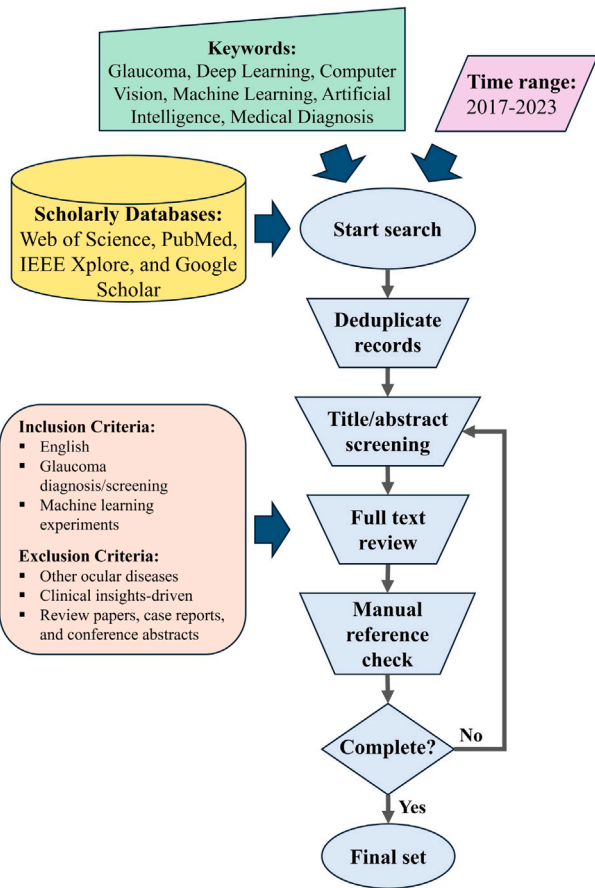 Keywords:
Glaucoma, Deep Learning, Computer
Vision, Machine Learning, Artificial
Intelligence, Medical Diagnosis
Time range:
2017-2023
Scholarly Databases:
Web of Science, PubMed,
IEEE Xplore, and Google
Scholar
Start search
Deduplicate
records
Title/abstract
screening
Inclusion Criteria:
▪ English
▪ Glaucoma
diagnosis/screening
▪ Machine learning
experiments
Exclusion Criteria:
▪ Other ocular diseases
▪ Clinical insights-driven
▪ Review papers, case reports,
and conference abstracts
Full text
review
Manual
reference
check
Complete?
No
Yes
Final set